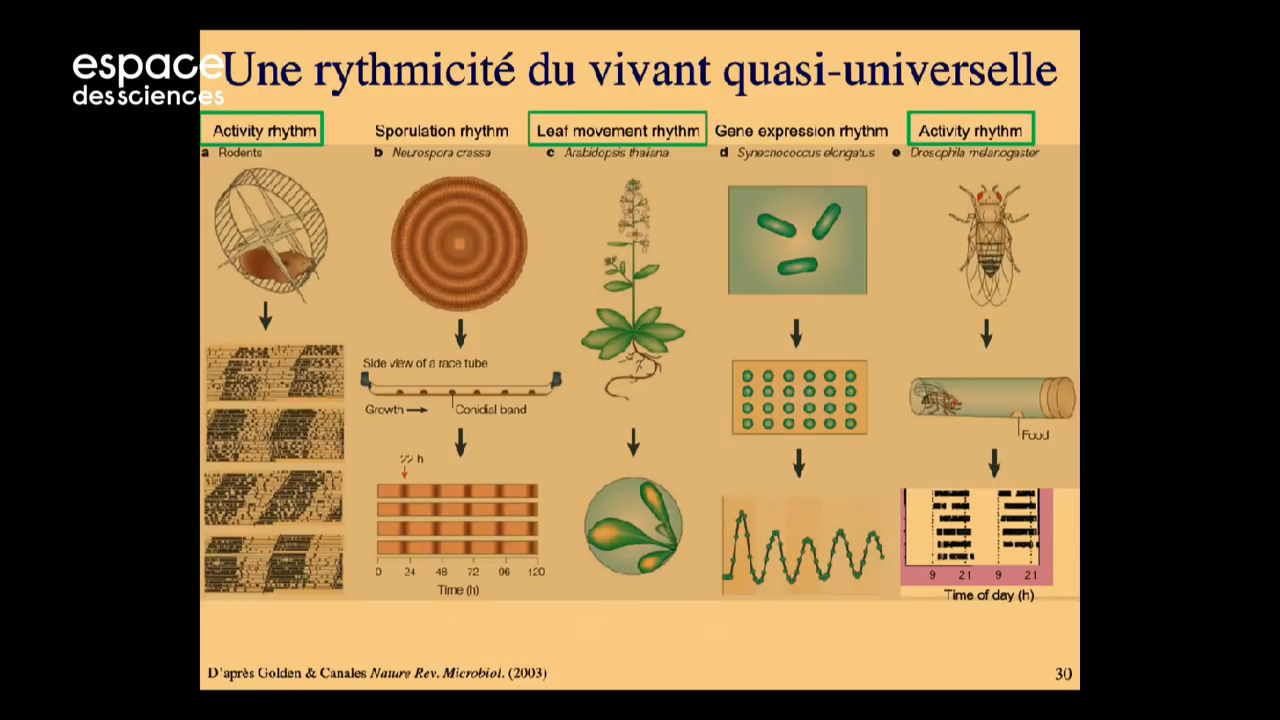 espace
des sciences
Une rythmicité du vivant quasi-universelle
Activity rhythm
Sporulation rhythm
Leaf movement rhythm
Gene expression rhythm
Activity rhythm
a Rodents
b Neurospora crassa
c Arabidopsis thaliana
d Synechococcus elongatus
e Drosophila melanogaster
Side view of a race tube
Growth
Conidial band
Food
22 h
0 24 48 72 96 120
Time (h)
9 21 9 21
Time of day (h)
D'après Golden & Canales Nature Rev. Microbiol. (2003)
30